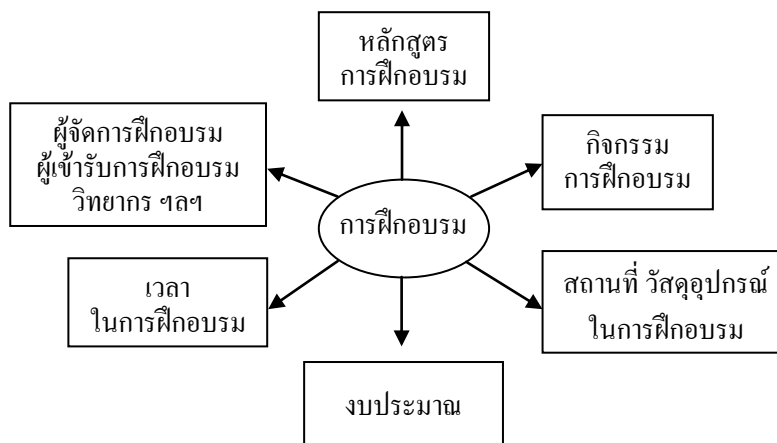 หลักสูตร
การฝึกอบรม
ผู้จัดการฝึกอบรม
ผู้เข้ารับการฝึกอบรม
วิทยากร ฯลฯ
กิจกรรม
การฝึกอบรม
การฝึกอบรม
เวลา
ในการฝึกอบรม
สถานที่ วัสดุอุปกรณ์
ในการฝึกอบรม
งบประมาณ